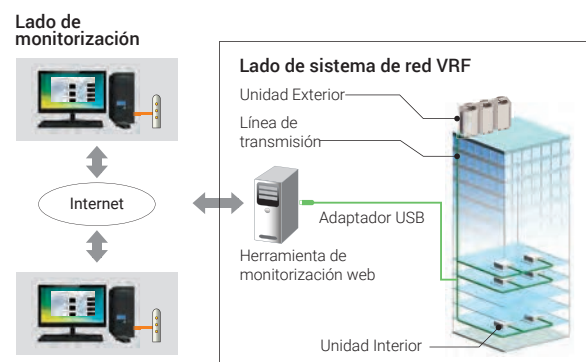 Lado de
monitorización
Internet
Lado de sistema de red VRF
Unidad Exterior
Línea de
transmisión
Adaptador USB
Herramienta de
monitorización web
Unidad Interior